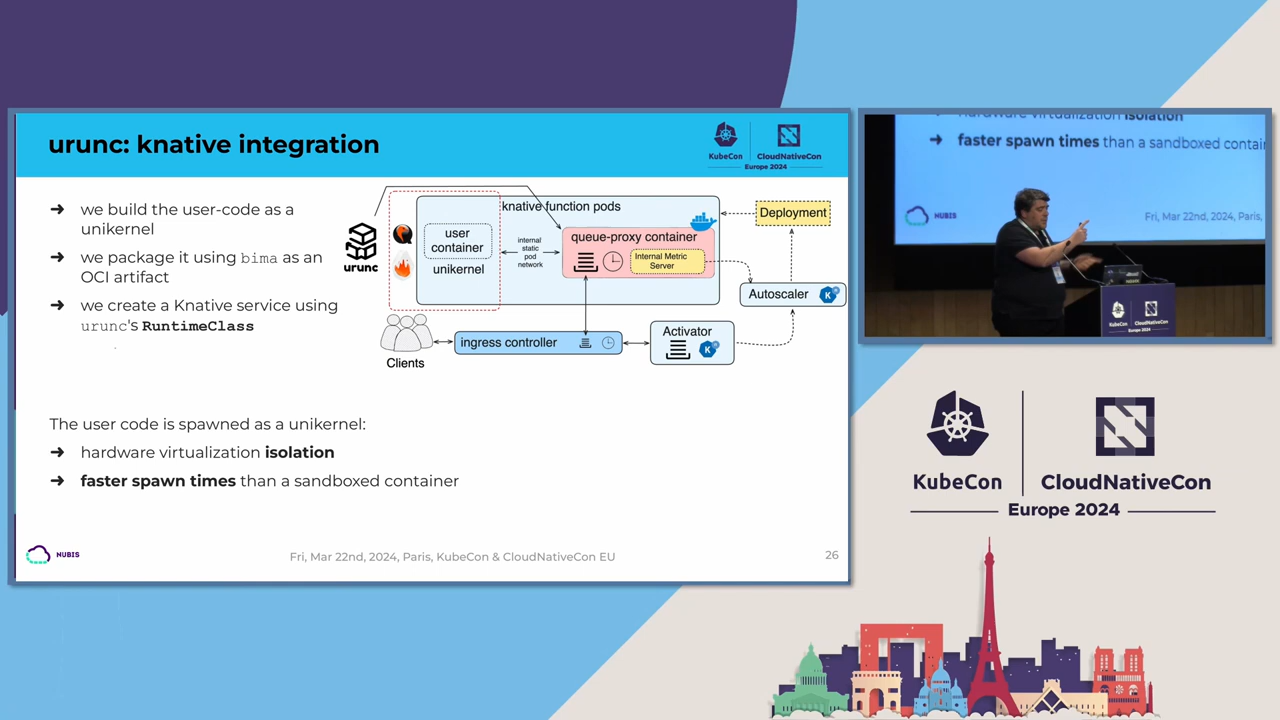 urunc: knative integration
KubeCon
CloudNativeCon
Europe 2024
➜ we build the user-code as a
unikernel
➜ we package it using bima as an
OCI artifact
➜ we create a Knative service using
urunc's RuntimeClass
urunc
knative function pods
user
container
unikernel
internal
static
pod
network
queue-proxy container
Internal Metric
Server
Deployment
Autoscaler
Activator
ingress controller
Clients
The user code is spawned as a unikernel:
➜ hardware virtualization isolation
➜ faster spawn times than a sandboxed container
NUBIS
Fri, Mar 22nd, 2024, Paris, KubeCon & CloudNativeCon EU
26
hardware virtualization isolation
➜ faster spawn times than a sandboxed contai
NUBIS
Fri, Mar 22nd, 2024, Paris,
KubeCon
CloudNativeCon
Europe 2024
KubeCon
CloudNativeCon
Europe 2024